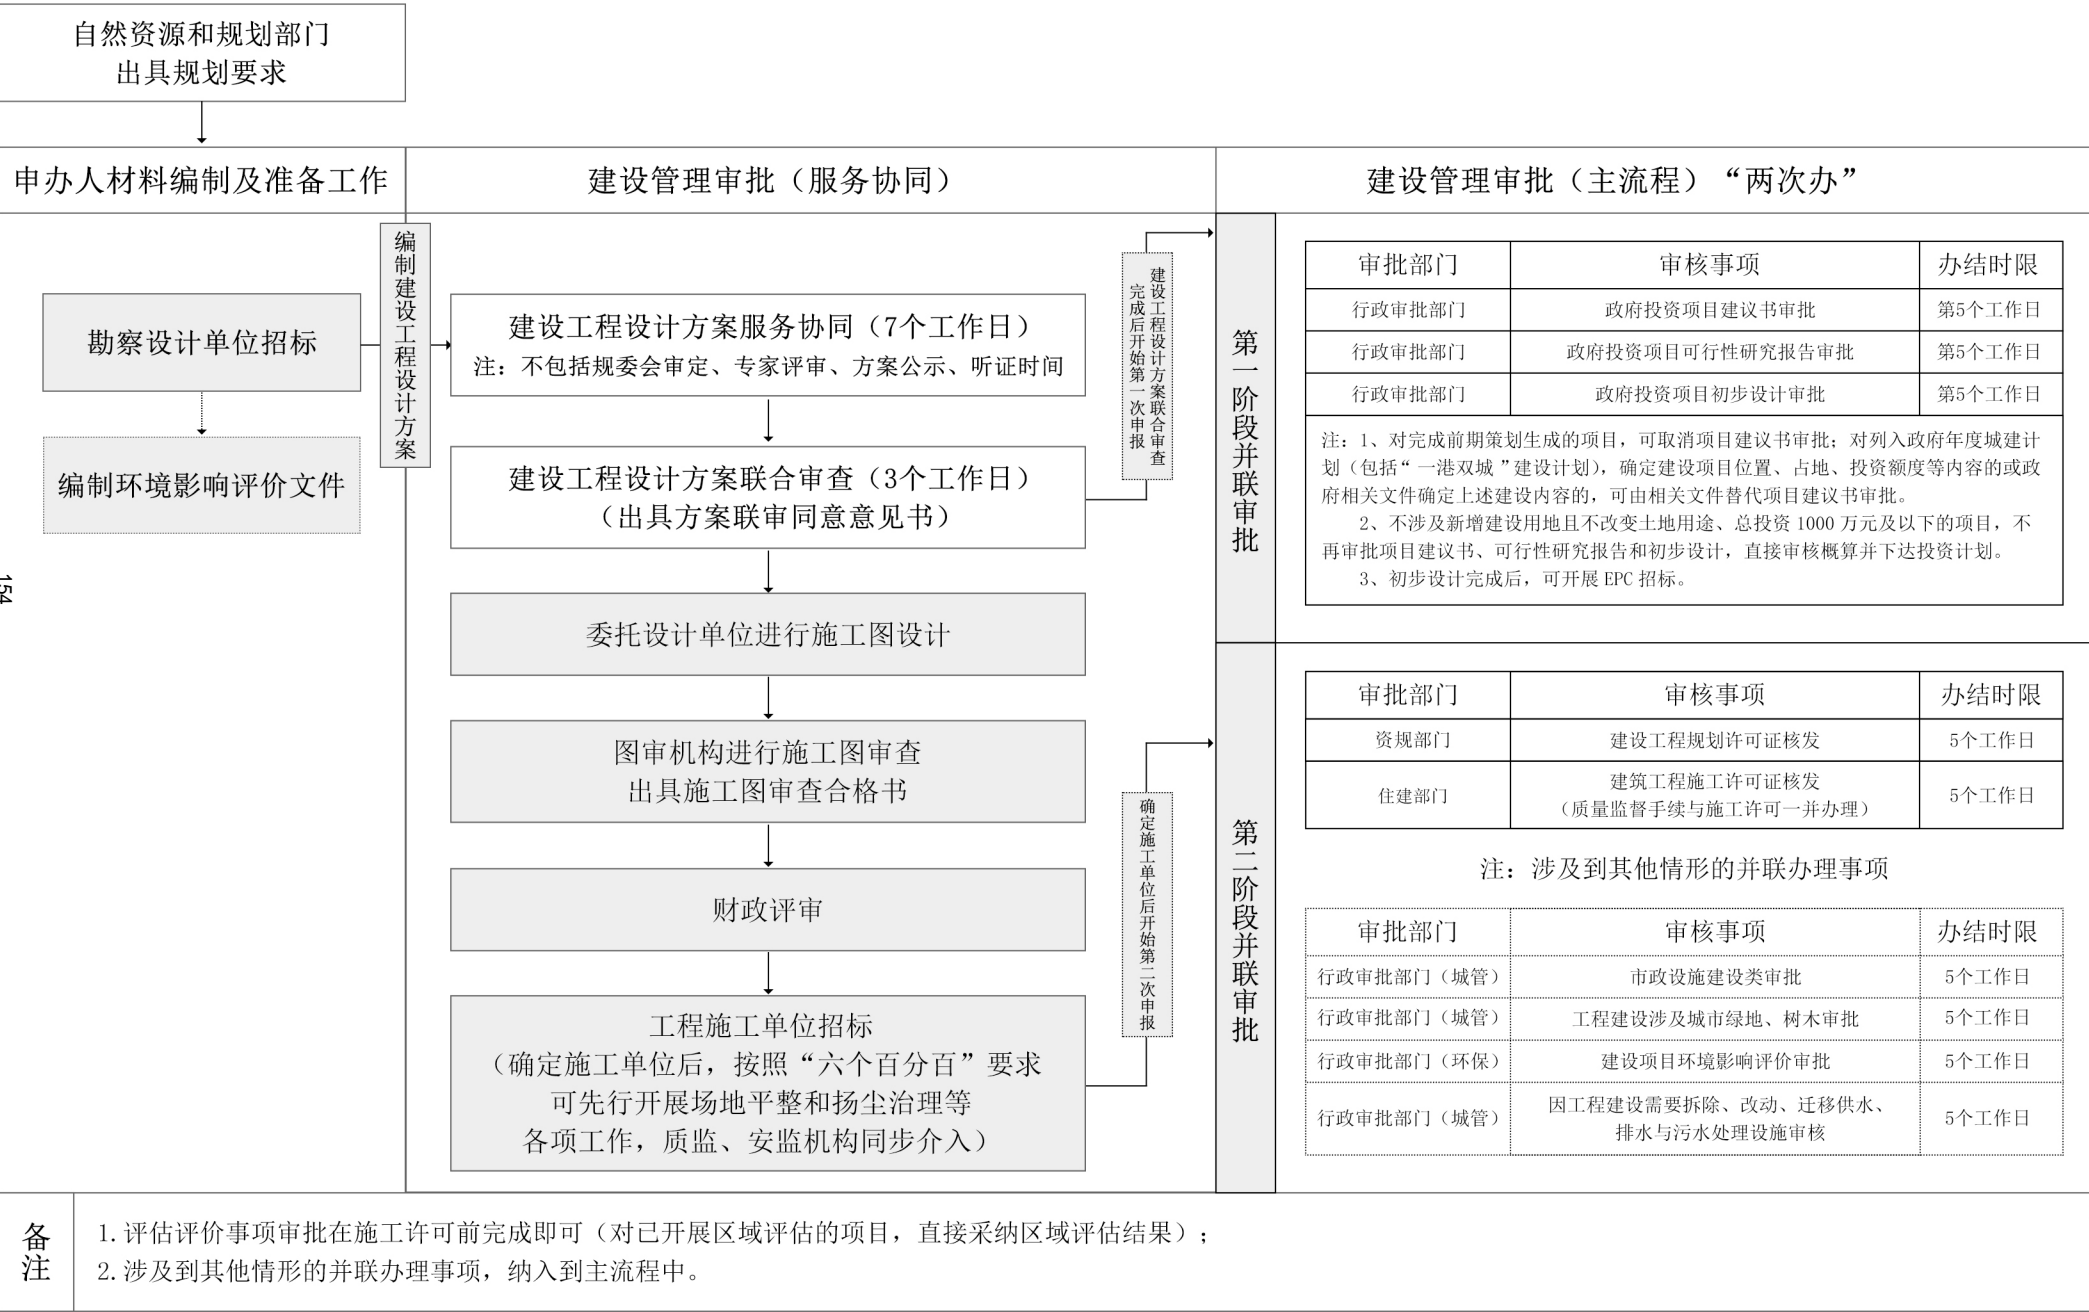 自然资源和规划部门
出具规划要求
申办人材料编制及准备工作
建设管理审批（服务协同）
建设管理审批（主流程）“两次办”
勘察设计单位招标
编制环境影响评价文件
编制建设工程设计方案
建设工程设计方案服务协同（7个工作日）
注：不包括规委会审定、专家评审、方案公示、听证时间
建设工程设计方案联合审查（3个工作日）
（出具方案联审同意意见书）
委托设计单位进行施工图设计
图审机构进行施工图审查
出具施工图审查合格书
财政评审
工程施工单位招标
（确定施工单位后，按照“六个百分百”要求
可先行开展场地平整和扬尘治理等
各项工作，质监、安监机构同步介入）
建设工程设计方案联合审查
完成后开始第一次申报
确定施工单位后开始第二次申报
第一阶段并联审批
审批部门 审核事项 办结时限
行政审批部门 政府投资项目建议书审批 第5个工作日
行政审批部门 政府投资项目可行性研究报告审批 第5个工作日
行政审批部门 政府投资项目初步设计审批 第5个工作日
注：1、对完成前期策划生成的项目，可取消项目建议书审批；对列入政府年度城建计
划（包括“一港双城”建设计划），确定建设项目位置、占地、投资额度等内容的或政
府相关文件确定上述建设内容的，可由相关文件替代项目建议书审批。
2、不涉及新增建设用地且不改变土地用途、总投资1000万元及以下的项目，不
再审批项目建议书、可行性研究报告和初步设计，直接审核概算并下达投资计划。
3、初步设计完成后，可开展EPC招标。
第二阶段并联审批
审批部门 审核事项 办结时限
资规部门 建设工程规划许可证核发 5个工作日
住建部门 建筑工程施工许可证核发 5个工作日
（质量监督手续与施工许可一并办理）
注：涉及到其他情形的并联办理事项
审批部门 审核事项 办结时限
行政审批部门（城管） 市政设施建设类审批 5个工作日
行政审批部门（城管） 工程建设涉及城市绿地、树木审批 5个工作日
行政审批部门（环保） 建设项目环境影响评价审批 5个工作日
行政审批部门（城管） 因工程建设需要拆除、改动、迁移供水、 5个工作日
排水与污水处理设施审核
154
备注
1.评估评价事项审批在施工许可前完成即可（对已开展区域评估的项目，直接采纳区域评估结果）；
2.涉及到其他情形的并联办理事项，纳入到主流程中。